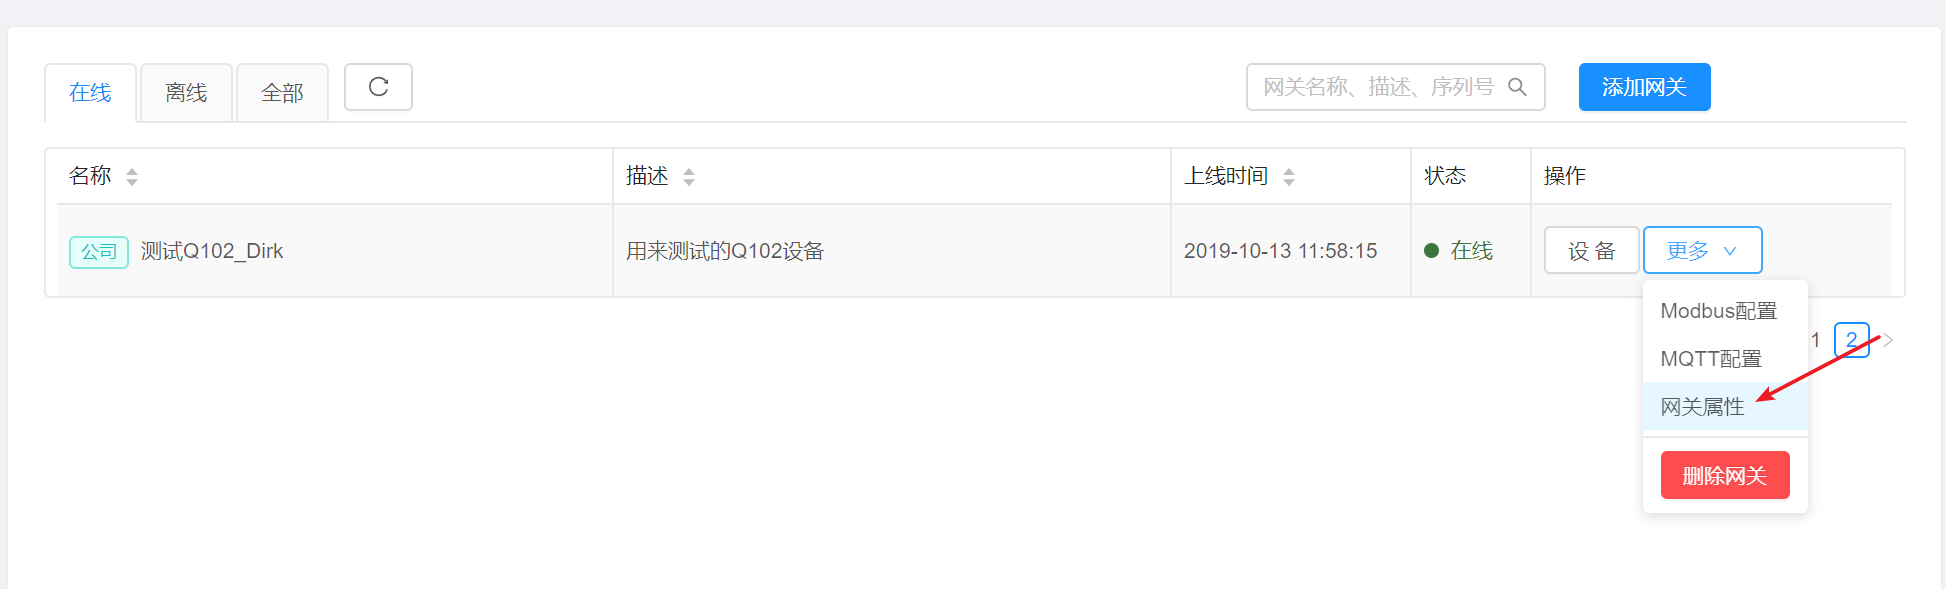 在线 离线 全部 网关名称、描述、序列号 添加网关
名称 描述 上线时间 状态 操作
公司 测试Q102_Dirk 用来测试的Q102设备 2019-10-13 11:58:15 在线 设 备 更多
Modbus配置
1 2
MQTT配置
网关属性
删除网关